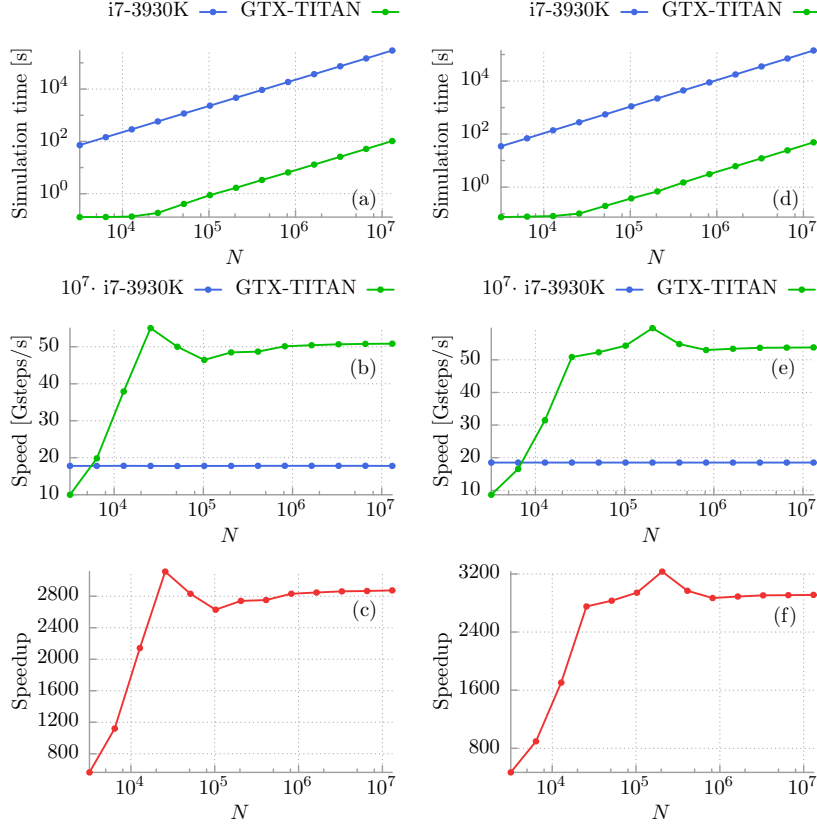 i7-3930K GTX-TITAN
Simulation time [s]
10^4
10^2
10^0
(a)
10^4 10^5 10^6 10^7
N
i7-3930K GTX-TITAN
Simulation time [s]
10^4
10^2
10^0
(d)
10^4 10^5 10^6 10^7
N
10^7· i7-3930K GTX-TITAN
Speed [Gsteps/s]
50
40
30
20
10
(b)
10^4 10^5 10^6 10^7
N
10^7· i7-3930K GTX-TITAN
Speed [Gsteps/s]
50
40
30
20
10
(e)
10^4 10^5 10^6 10^7
N
Speedup
2800
2400
2000
1600
1200
800
(c)
10^4 10^5 10^6 10^7
N
Speedup
3200
2400
1600
800
(f)
10^4 10^5 10^6 10^7
N